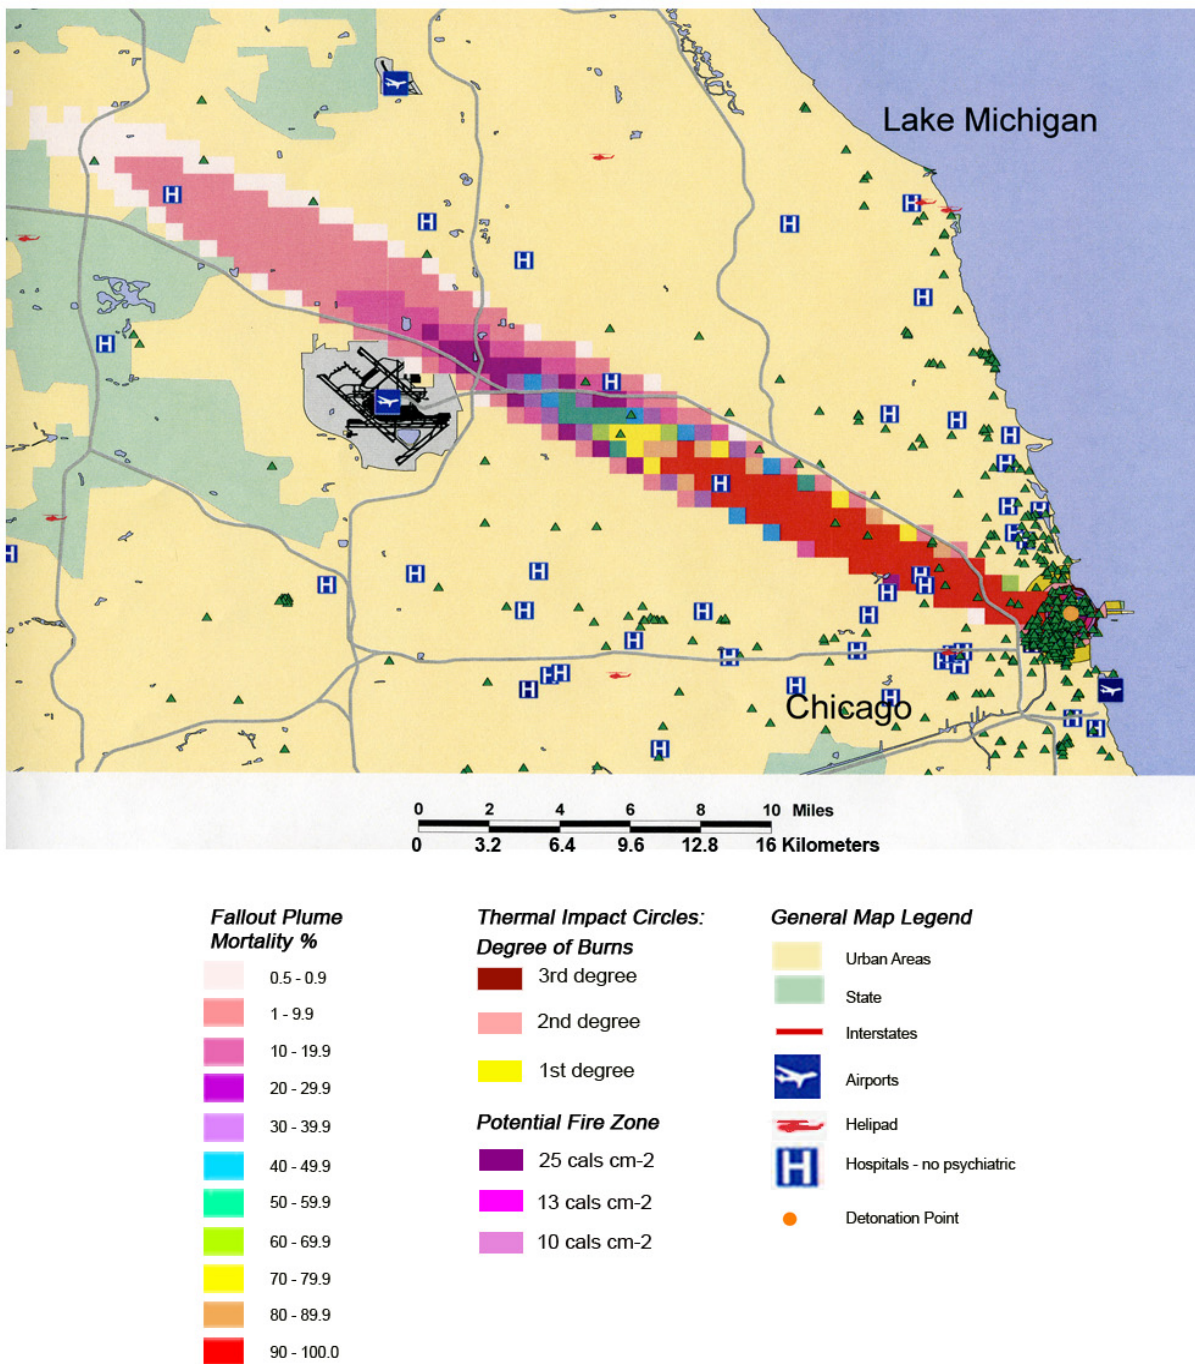 Lake Michigan
Chicago
0 2 4 6 8 10 Miles
0 3.2 6.4 9.6 12.8 16 Kilometers
Fallout Plume
Mortality %
0.5 - 0.9
1 - 9.9
10 - 19.9
20 - 29.9
30 - 39.9
40 - 49.9
50 - 59.9
60 - 69.9
70 - 79.9
80 - 89.9
90 - 100.0
Thermal Impact Circles:
Degree of Burns
3rd degree
2nd degree
1st degree
Potential Fire Zone
25 cals cm-2
13 cals cm-2
10 cals cm-2
General Map Legend
Urban Areas
State
Interstates
Airports
Helipad
H Hospitals - no psychiatric
Detonation Point